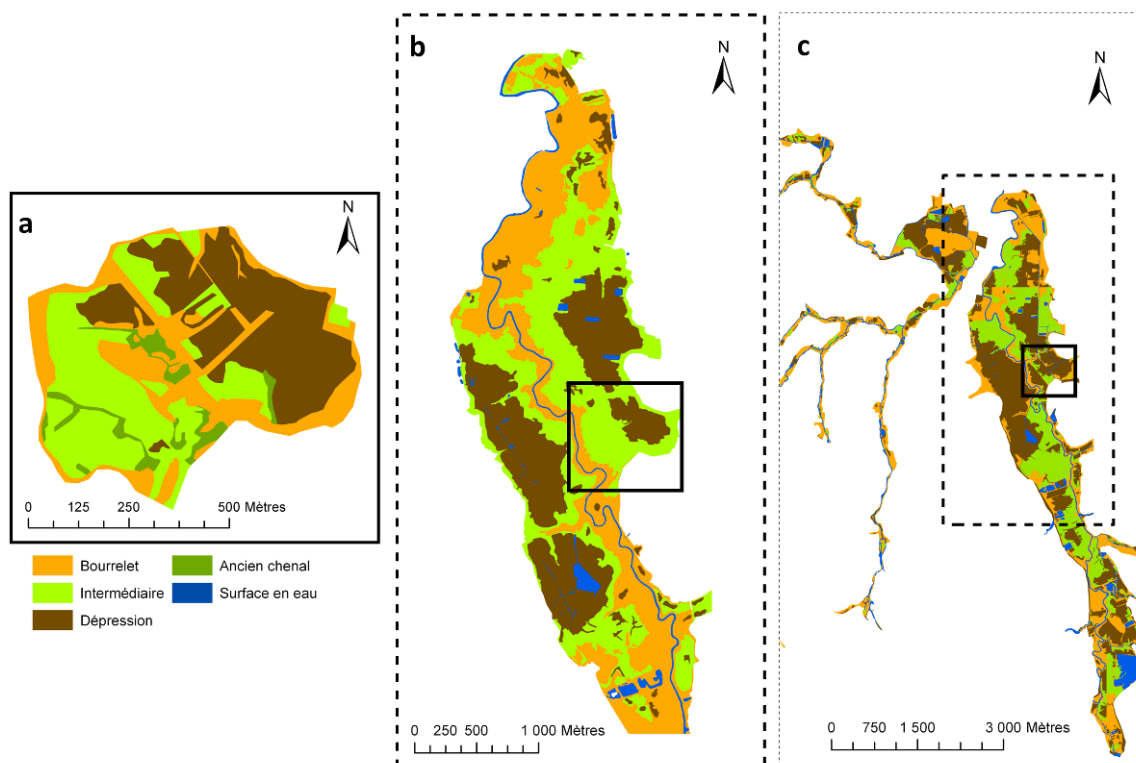 a
N
0 125 250 500 Mètres
Bourrelet
Intermédiaire
Dépression
Ancien chenal
Surface en eau
b
N
0 250 500 1 000 Mètres
c
N
0 750 1 500 3 000 Mètres